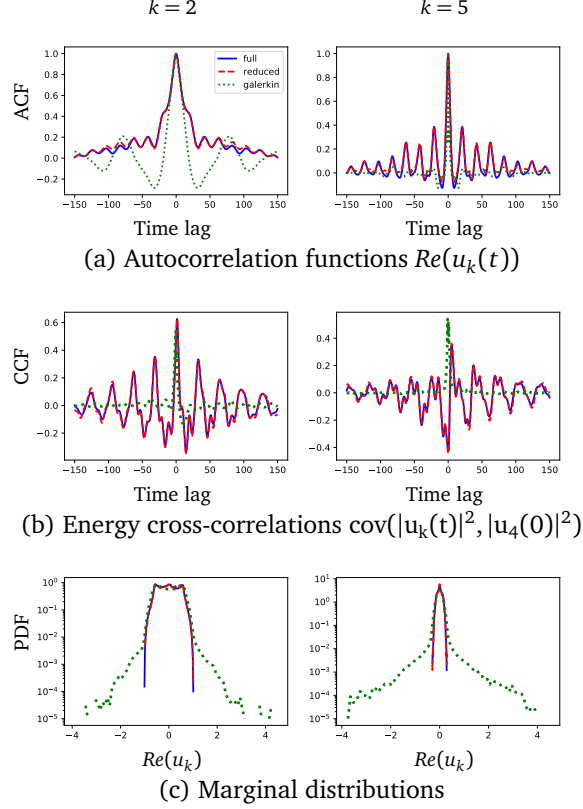 k = 2 k = 5
ACF
1.0 0.8 0.6 0.4 0.2 0.0 −0.2
full
reduced
galerkin
−150 −100 −50 0 50 100 150
Time lag
1.0 0.8 0.6 0.4 0.2 0.0
−150 −100 −50 0 50 100 150
Time lag
(a) Autocorrelation functions Re(u_k(t))
CCF
0.6 0.4 0.2 0.0 −0.2
−150 −100 −50 0 50 100 150
Time lag
0.4 0.2 0.0 −0.2 −0.4
−150 −100 −50 0 50 100 150
Time lag
(b) Energy cross-correlations cov(|u_k(t)|², |u_4(0)|²)
PDF
10⁰ 10⁻¹ 10⁻² 10⁻³ 10⁻⁴ 10⁻⁵
−4 −2 0 2 4
Re(u_k)
10¹ 10⁰ 10⁻¹ 10⁻² 10⁻³ 10⁻⁴ 10⁻⁵
−4 −2 0 2 4
Re(u_k)
(c) Marginal distributions